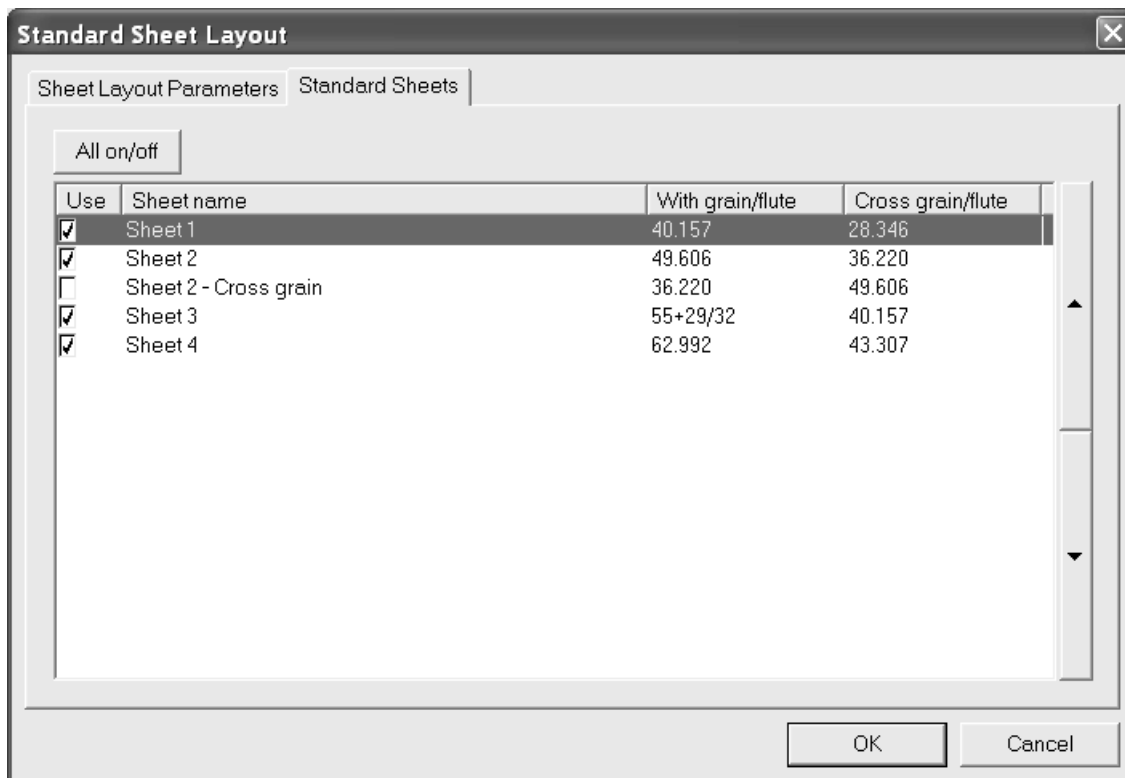 Standard Sheet Layout
Sheet Layout Parameters Standard Sheets
All on/off
Use Sheet name With grain/flute Cross grain/flute
Sheet 1 40.157 28.346
Sheet 2 49.606 36.220
Sheet 2 - Cross grain 36.220 49.606
Sheet 3 55+29/32 40.157
Sheet 4 62.992 43.307
OK Cancel